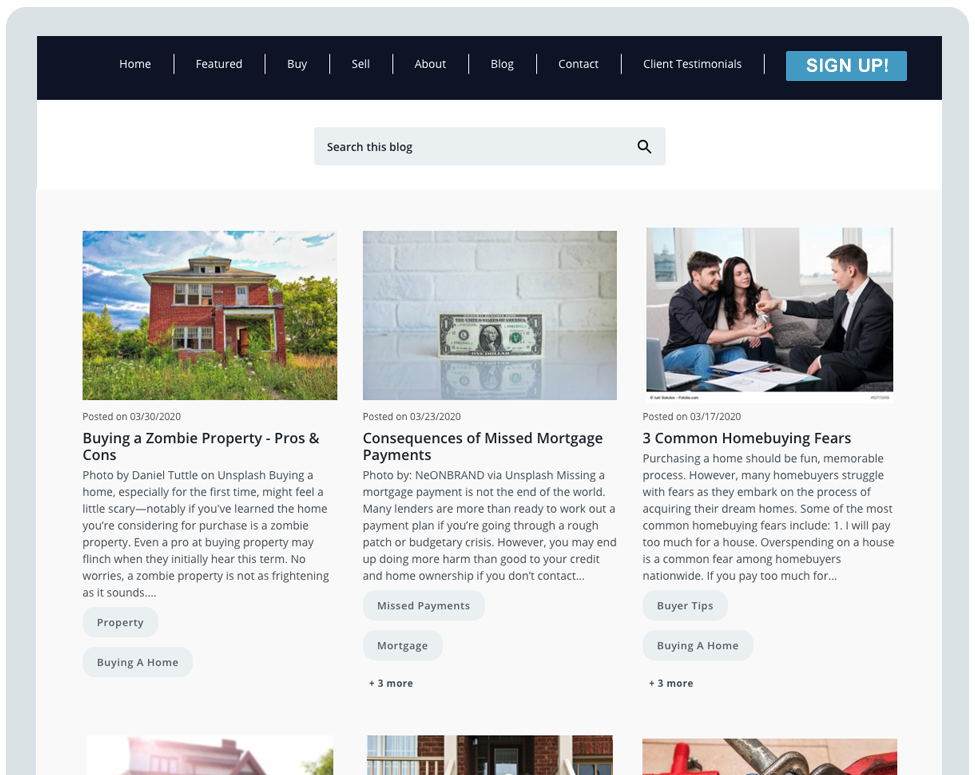 Home Featured Buy Sell About Blog Contact Client Testimonials SIGN UP!
Search this blog
Posted on 03/30/2020
Buying a Zombie Property - Pros &
Cons
Photo by Daniel Tuttle on Unsplash Buying a
home, especially for the first time, might feel a
little scary—notably if you've learned the home
you’re considering for purchase is a zombie
property. Even a pro at buying property may
flinch when they initially hear this term. No
worries, a zombie property is not as frightening
as it sounds....
Property
Buying A Home
Posted on 03/23/2020
Consequences of Missed Mortgage
Payments
Photo by: NeONBRAND via Unsplash Missing a
mortgage payment is not the end of the world.
Many lenders are more than ready to work out a
payment plan if you’re going through a rough
patch or budgetary crisis. However, you may end
up doing more harm than good to your credit
and home ownership if you don’t contact...
Missed Payments
Mortgage
+ 3 more
Posted on 03/17/2020
3 Common Homebuying Fears
Purchasing a home should be fun, memorable
process. However, many homebuyers struggle
with fears as they embark on the process of
acquiring their dream homes. Some of the most
common homebuying fears include: 1. I will pay
too much for a house. Overspending on a house
is a common fear among homebuyers
nationwide. If you pay too much for...
Buyer Tips
Buying A Home
+ 3 more